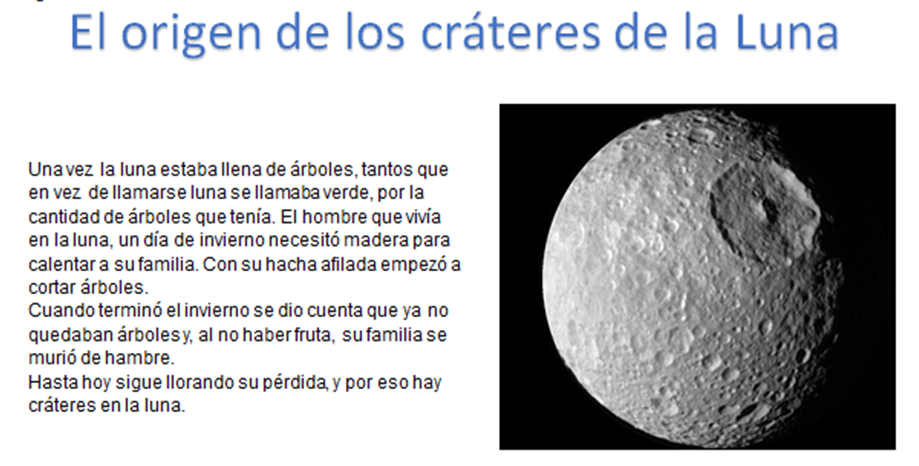 El origen de los cráteres de la Luna
Una vez la luna estaba llena de árboles, tantos que
en vez de llamarse luna se llamaba verde, por la
cantidad de árboles que tenía. El hombre que vivía
en la luna, un día de invierno necesitó madera para
calentar a su familia. Con su hacha afilada empezó a
cortar árboles.
Cuando terminó el invierno se dio cuenta que ya no
quedaban árboles y, al no haber fruta, su familia se
murió de hambre.
Hasta hoy sigue llorando su pérdida, y por eso hay
cráteres en la luna.